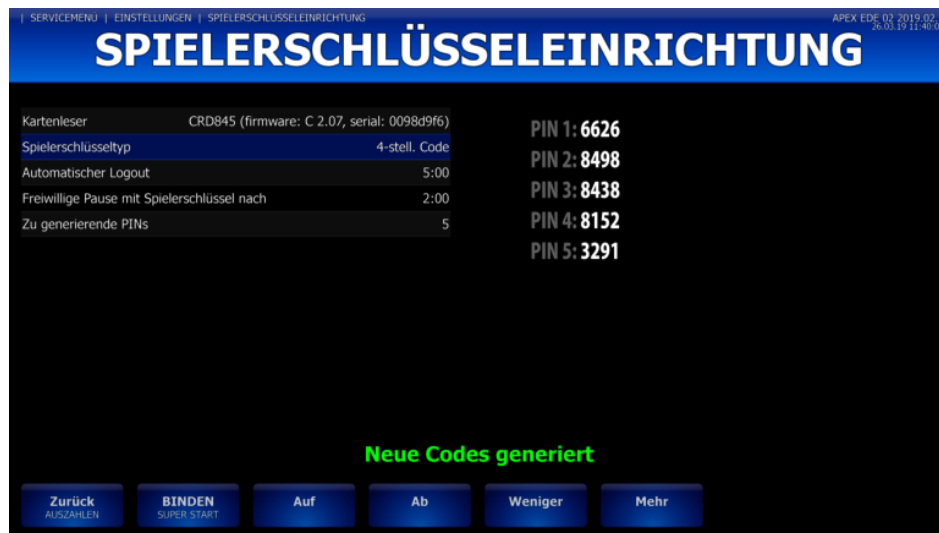 | SERVICEMENU | EINSTELLUNGEN | SPIELERSCHLÜSSELEINRICHTUNG
APEX EDE 02 2019.02.
26.03.19 11:40:0
SPIELERSCHLÜSSELEINRICHTUNG
Kartenleser CRD845 (firmware: C 2.07, serial: 0098d9f6)
Spielerschlüsseltyp 4-stell. Code
Automatischer Logout 5:00
Freiwillige Pause mit Spielerschlüssel nach 2:00
Zu generierende PINs 5
PIN 1: 6626
PIN 2: 8498
PIN 3: 8438
PIN 4: 8152
PIN 5: 3291
Neue Codes generiert
Zurück
AUSZAHLEN
BINDEN
SUPER START
Auf
Ab
Weniger
Mehr